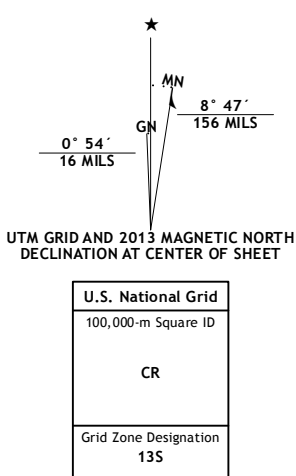 ★
MN
GN
8° 47´
156 MILS
0° 54´
16 MILS
UTM GRID AND 2013 MAGNETIC NORTH
DECLINATION AT CENTER OF SHEET
U.S. National Grid
100,000-m Square ID
CR
Grid Zone Designation
13S